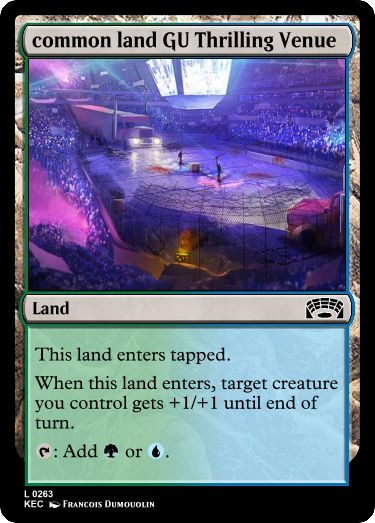 common land GU Thrilling Venue
Land
This land enters tapped.
When this land enters, target creature
you control gets +1/+1 until end of
turn.
: Add or .
L 0263
KEC Francois Dumouolin